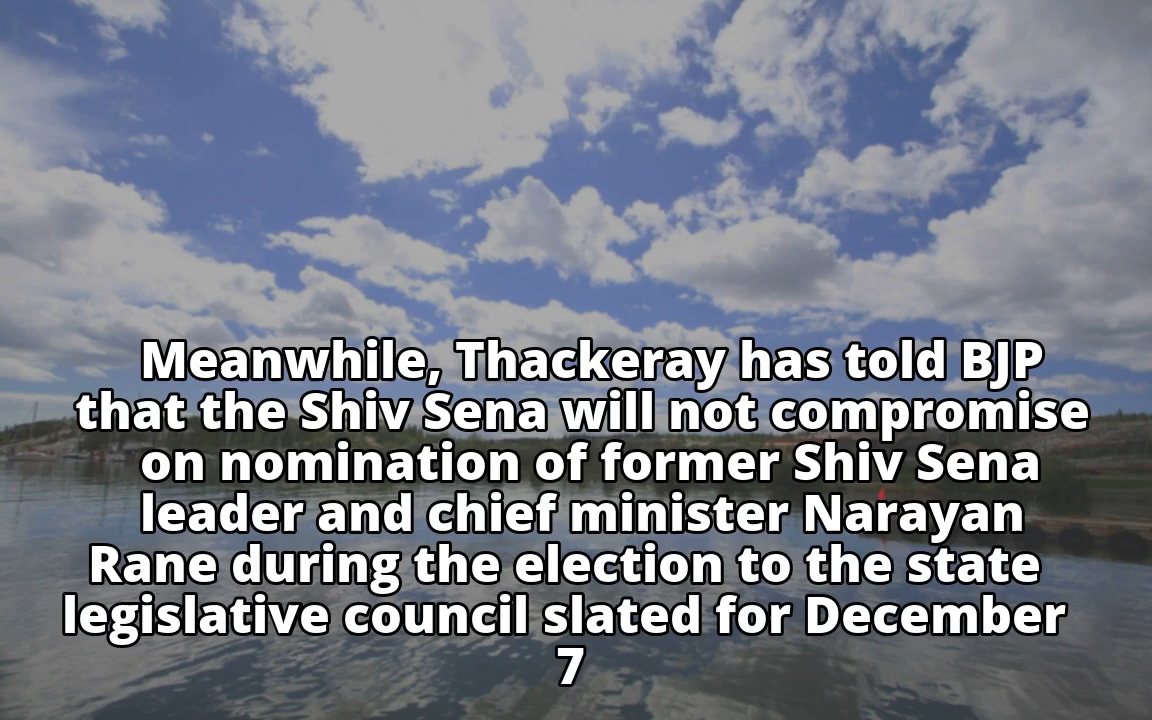 Meanwhile, Thackeray has told BJP
that the Shiv Sena will not compromise
on nomination of former Shiv Sena
leader and chief minister Narayan
Rane during the election to the state
legislative council slated for December
7